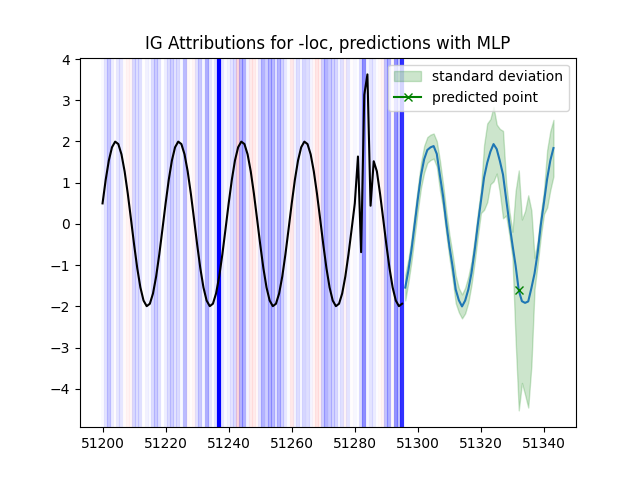 IG Attributions for -loc, predictions with MLP
standard deviation
predicted point
4
3
2
1
0
−1
−2
−3
−4
51200 51220 51240 51260 51280 51300 51320 51340